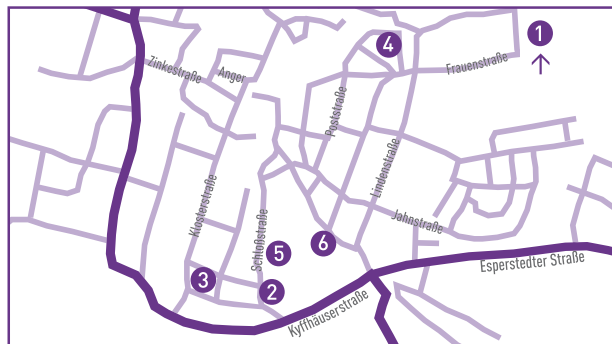 1
4
Frauenstraße
Zinkestraße
Anger
Poststraße
Lindenstraße
Klosterstraße
Schloßstraße
Jahnstraße
6
5
3
2
Esperstedter Straße
Kyffhäuserstraße